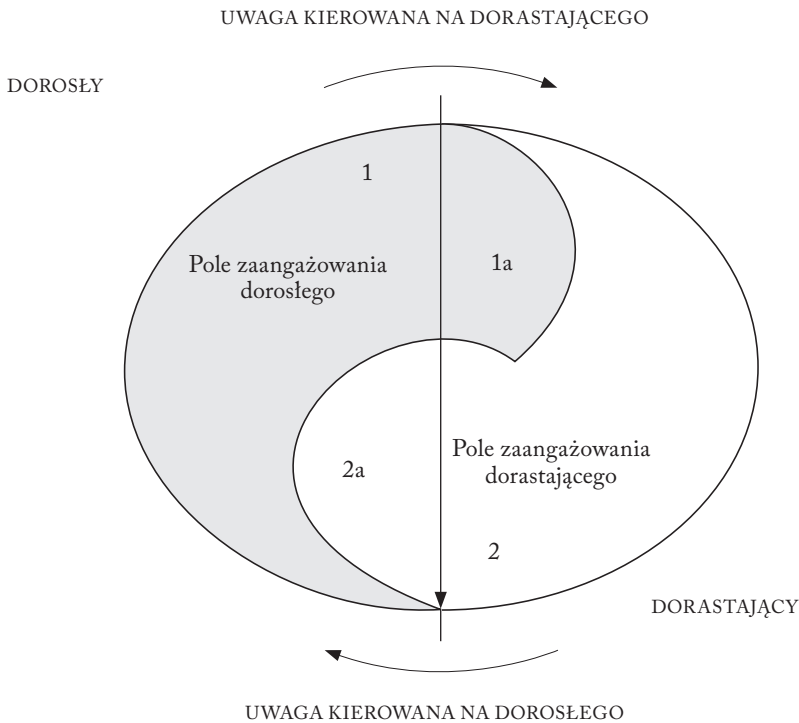 UWAGA KIEROWANA NA DORASTAJĄCEGO
DOROSŁY
1
Pole zaangażowania
dorosłego
1a
2a
Pole zaangażowania
dorastającego
2
DORASTAJĄCY
UWAGA KIEROWANA NA DOROSŁEGO